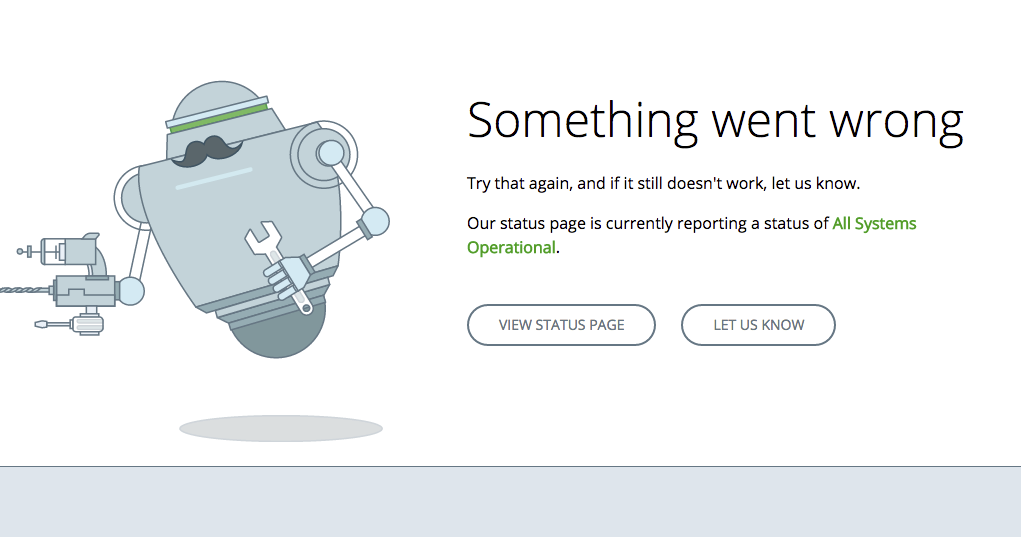 Something went wrong
Try that again, and if it still doesn't work, let us know.
Our status page is currently reporting a status of All Systems
Operational.
VIEW STATUS PAGE
LET US KNOW